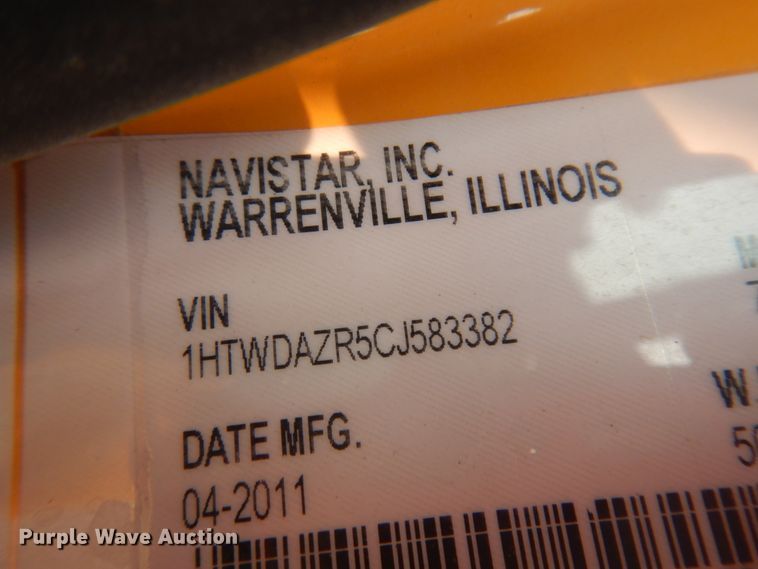 NAVISTAR, INC.
WARRENVILLE, ILLINOIS
VIN
1HTWDAZR5CJ583382
DATE MFG.
04-2011
W.
Purple Wave Auction